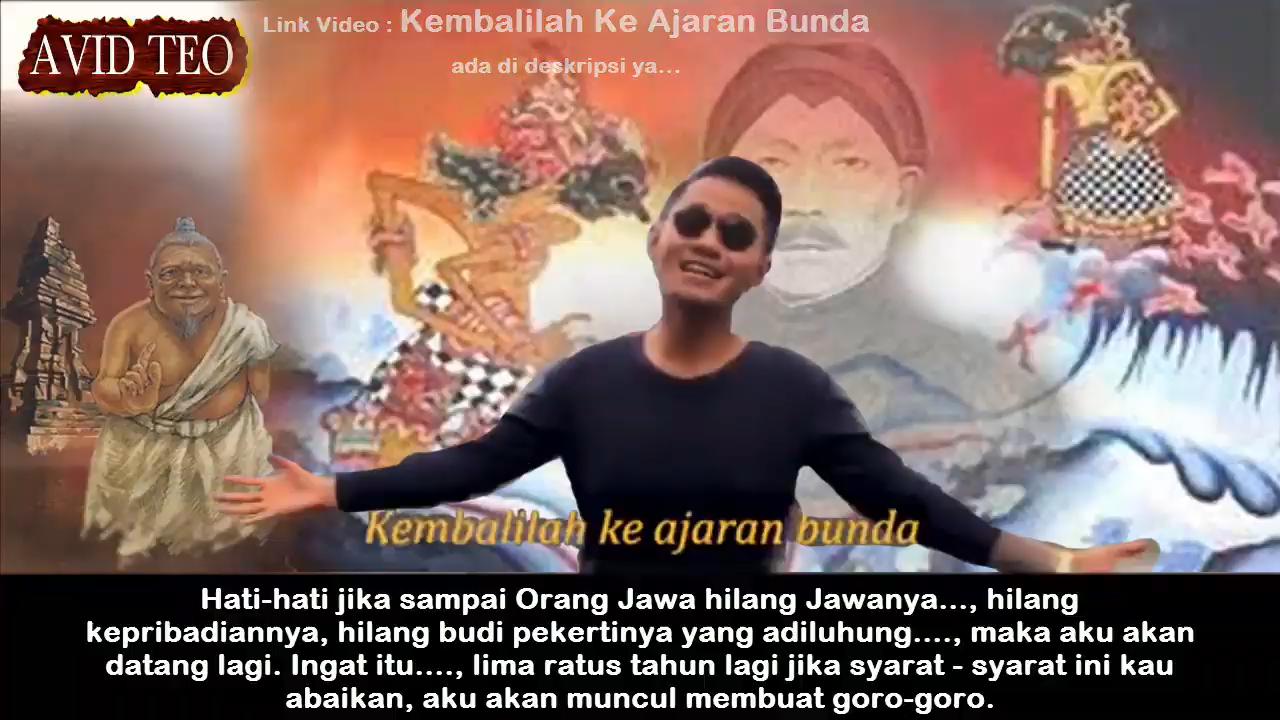 AVID TEO
Link Video : Kembalilah Ke Ajaran Bunda
ada di deskripsi ya...
Kembalilah ke ajaran bunda
Hati-hati jika sampai Orang Jawa hilang Jawanya..., hilang
kepribadiannya, hilang budi pekertinya yang adiluhung...., maka aku akan
datang lagi. Ingat itu...., lima ratus tahun lagi jika syarat - syarat ini kau
abaikan, aku akan muncul membuat goro-goro.